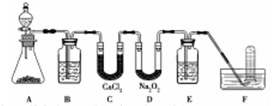 CaCl₂ Na₂O₂
A B C D E F